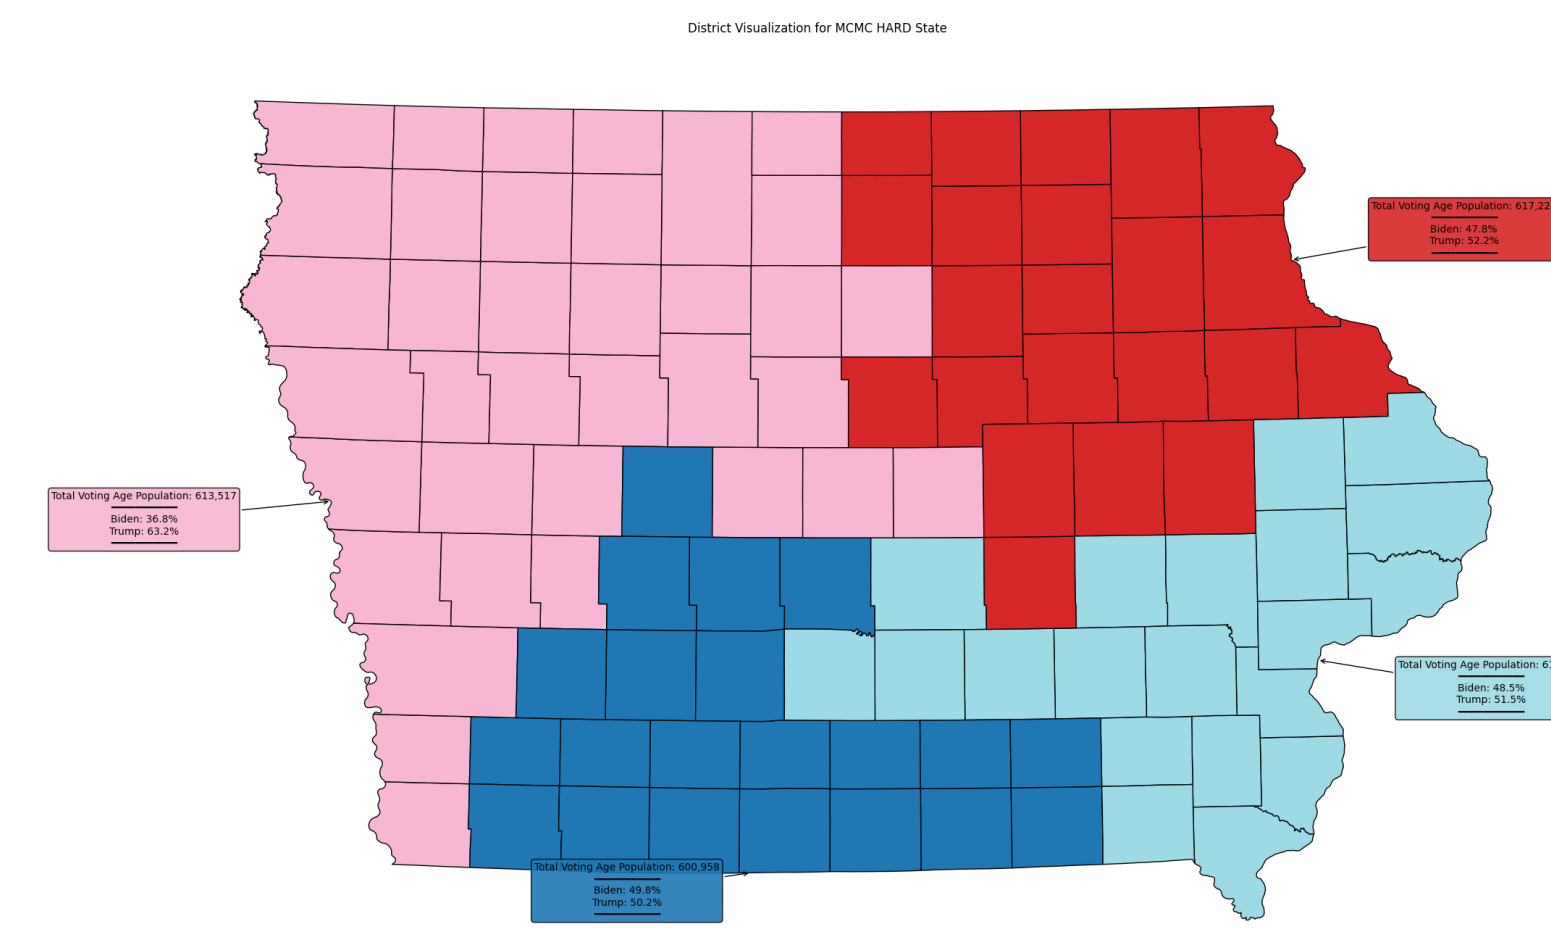 District Visualization for MCMC HARD State
Total Voting Age Population: 617,22
Biden: 47.8%
Trump: 52.2%
Total Voting Age Population: 613,517
Biden: 36.8%
Trump: 63.2%
Total Voting Age Population: 61
Biden: 48.5%
Trump: 51.5%
Total Voting Age Population: 600,958
Biden: 49.8%
Trump: 50.2%